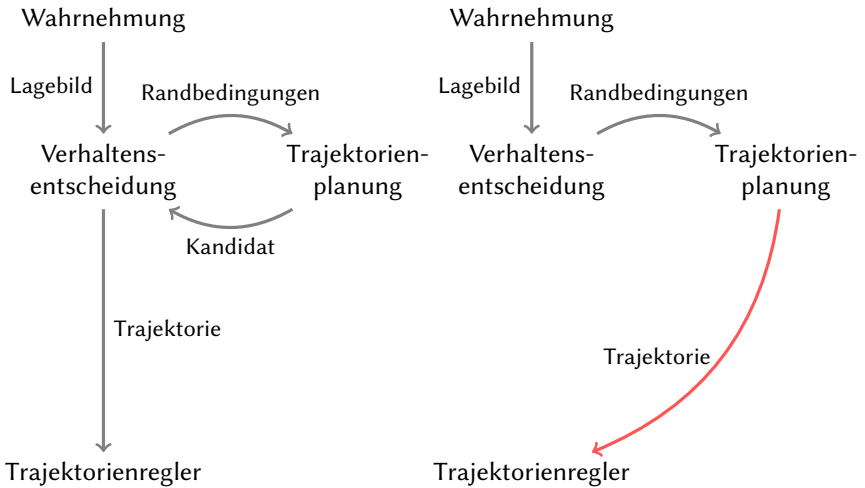 Wahrnehmung
Lagebild
Randbedingungen
Verhaltens-
entscheidung
Trajektorien-
planung
Kandidat
Trajektorie
Trajektorienregler
Wahrnehmung
Lagebild
Randbedingungen
Verhaltens-
entscheidung
Trajektorien-
planung
Trajektorie
Trajektorienregler